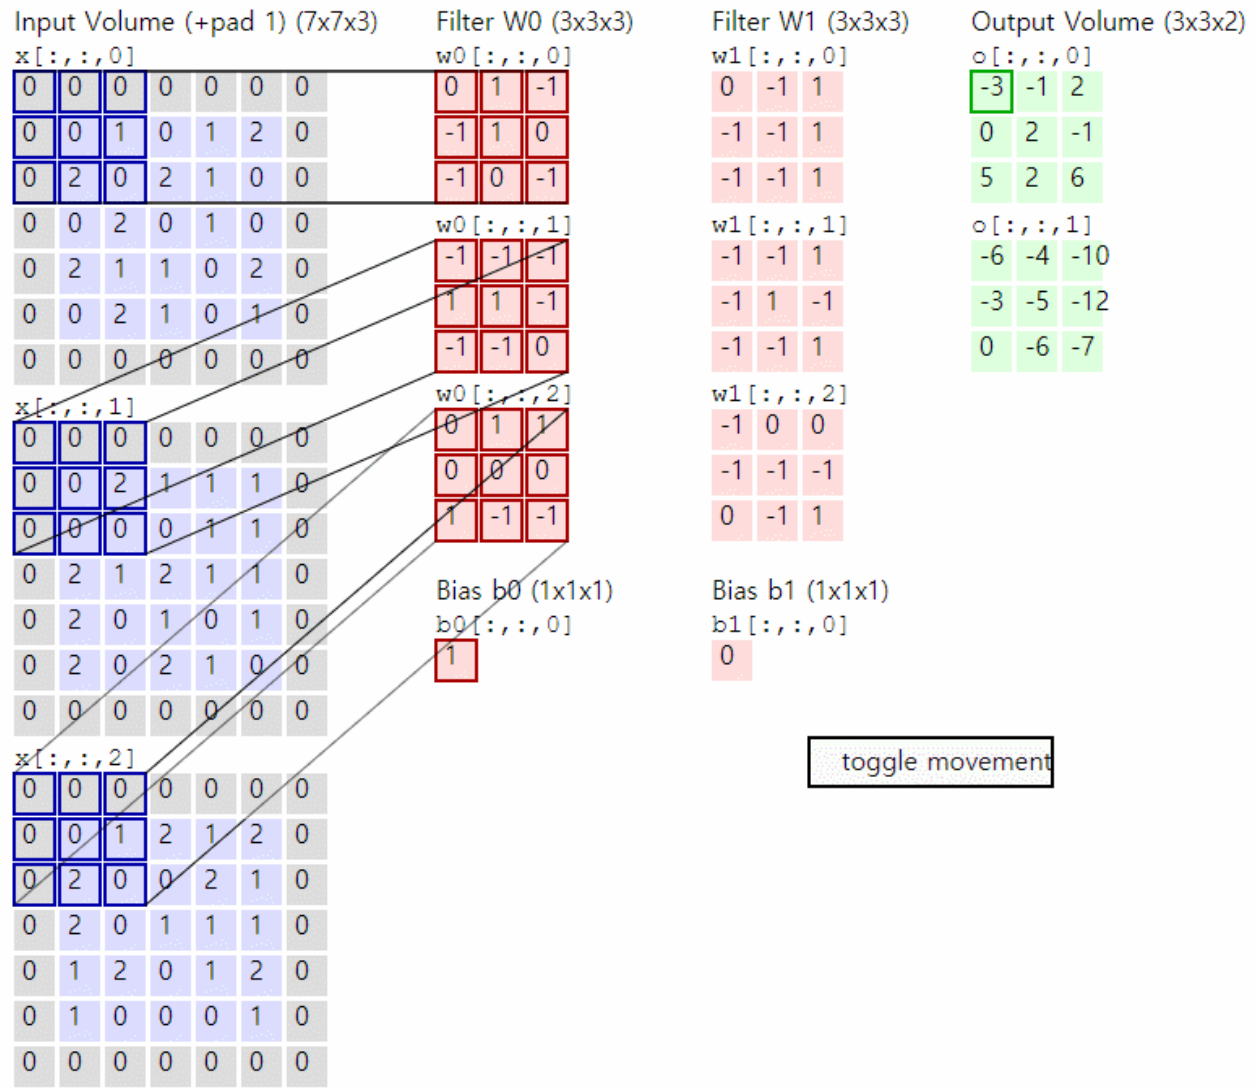 Input Volume (+pad 1) (7x7x3)
x[:,:,0]
0 0 0 0 0 0 0
0 0 1 0 1 2 0
0 2 0 2 1 0 0
0 0 2 0 1 0 0
0 2 1 1 0 2 0
0 0 2 1 0 1 0
0 0 0 0 0 0 0
x[:,:,1]
0 0 0 0 0 0 0
0 0 2 1 1 1 0
0 0 0 0 1 1 0
0 2 1 2 1 1 0
0 2 0 1 0 1 0
0 2 0 2 1 0 0
0 0 0 0 0 0 0
x[:,:,2]
0 0 0 0 0 0 0
0 0 1 2 1 2 0
0 2 0 0 2 1 0
0 2 0 1 1 1 0
0 1 2 0 1 2 0
0 1 0 0 0 1 0
0 0 0 0 0 0 0
Filter W0 (3x3x3)
w0[:,:,0]
0 1 -1
-1 1 0
-1 0 -1
w0[:,:,1]
-1 -1 -1
1 1 -1
-1 -1 0
w0[:,:,2]
0 1 1
0 0 0
1 -1 -1
Bias b0 (1x1x1)
b0[:,:,0]
1
Filter W1 (3x3x3)
w1[:,:,0]
0 -1 1
-1 -1 1
-1 -1 1
w1[:,:,1]
-1 -1 1
-1 1 -1
-1 -1 1
w1[:,:,2]
-1 0 0
-1 -1 -1
0 -1 1
Bias b1 (1x1x1)
b1[:,:,0]
0
Output Volume (3x3x2)
o[:,:,0]
-3 -1 2
0 2 -1
5 2 6
o[:,:,1]
-6 -4 -10
-3 -5 -12
0 -6 -7
toggle movement